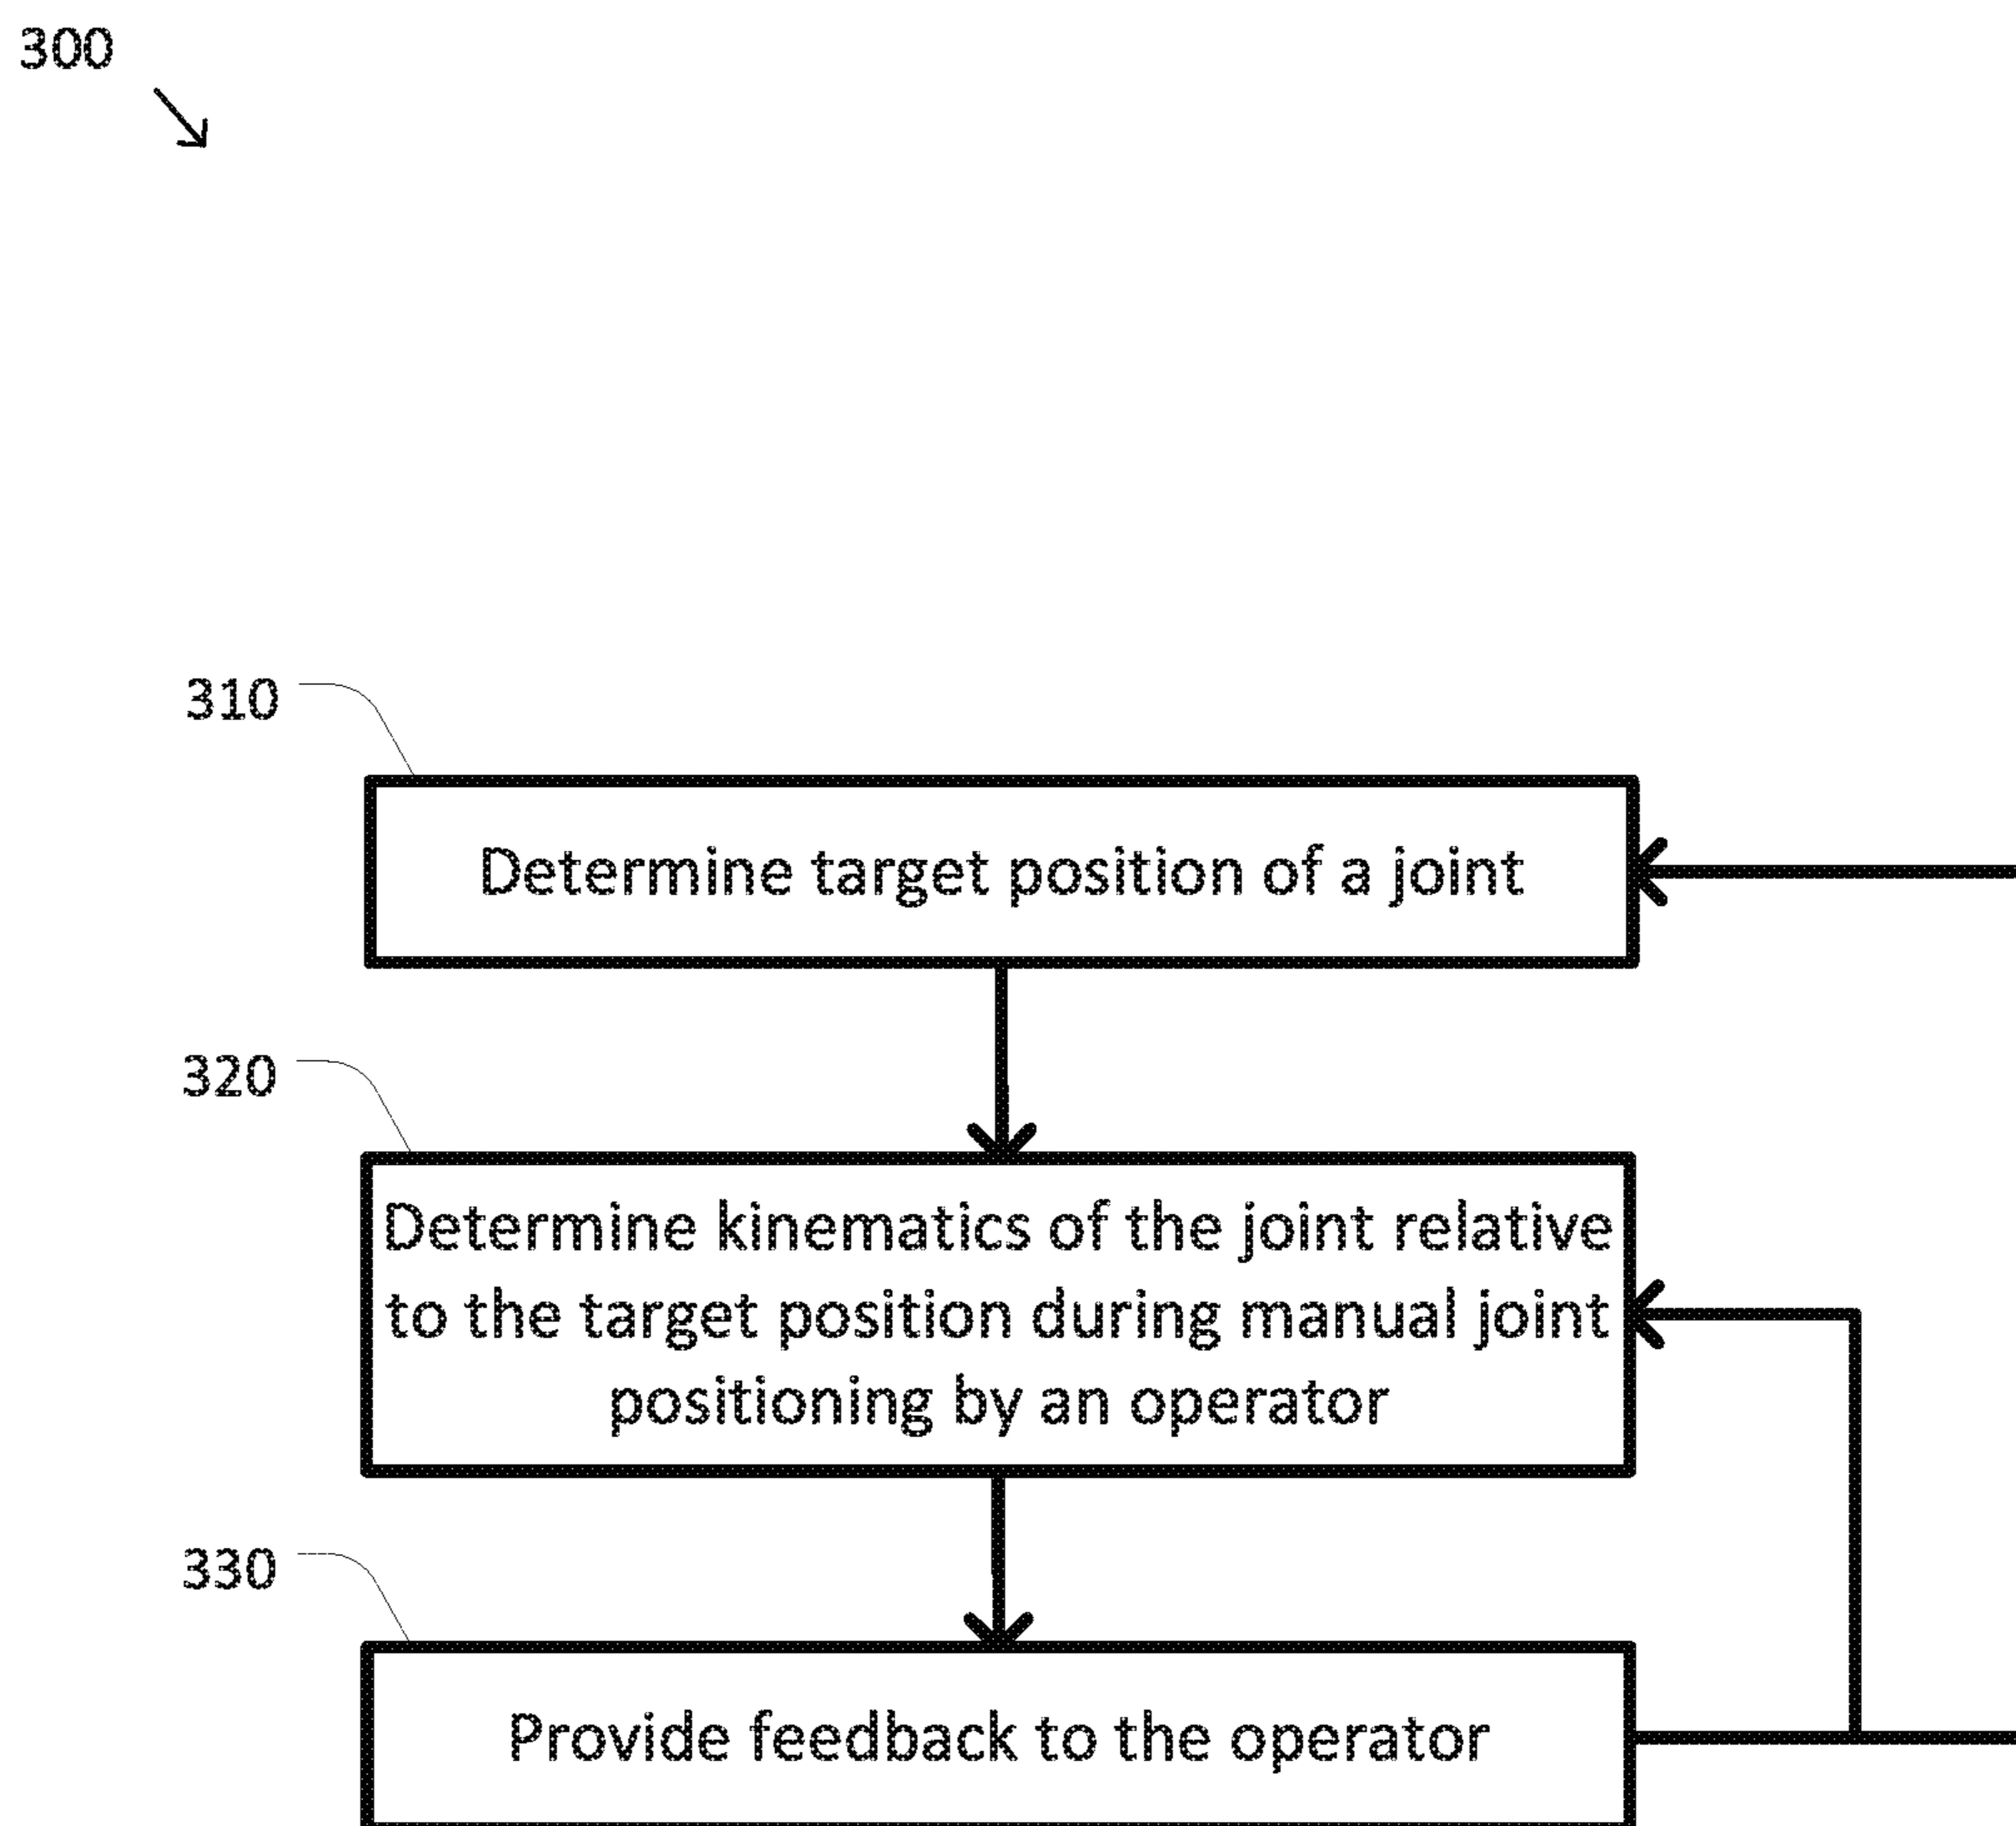 300
310
Determine target position of a joint
320
Determine kinematics of the joint relative
to the target position during manual joint
positioning by an operator
330
Provide feedback to the operator